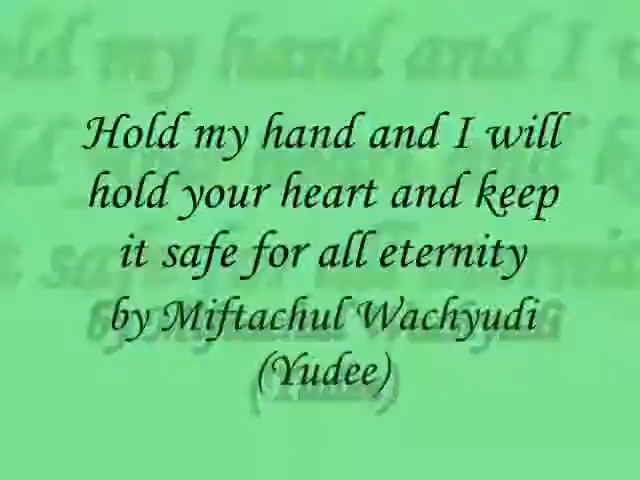 Hold my hand and I will
hold your heart and keep
it safe for all eternity
by Miftachul Wachyudi
(Yudee)